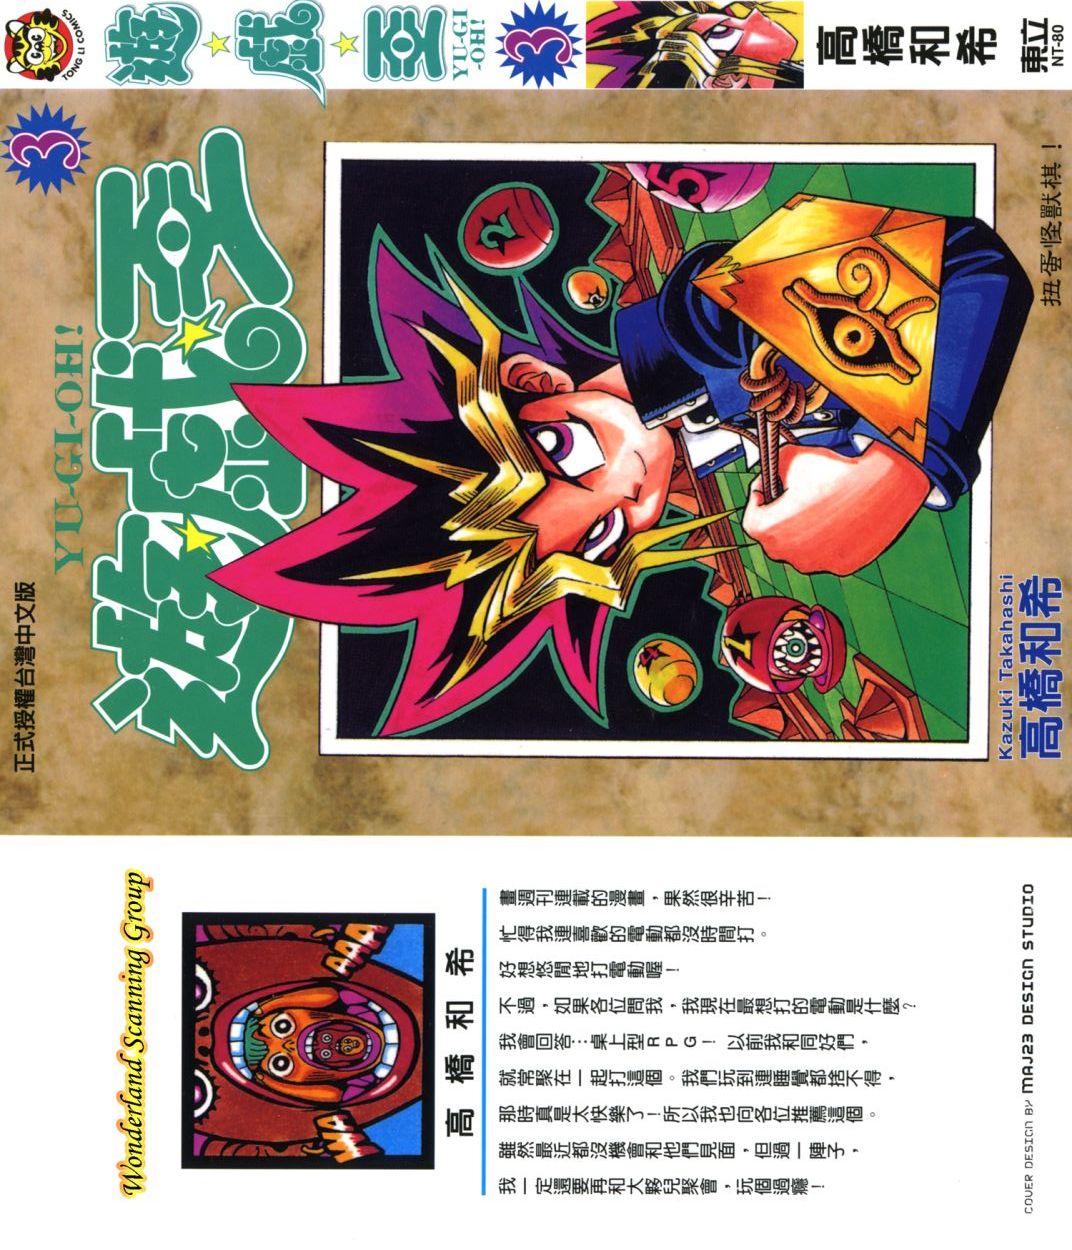 TONG LI COMICS
遊☆戲☆王
YU-GI-OH!
3
高橋和希
東立
NT-80
3
正式授權台灣中文版
YU-GI-OH!
遊☆戲☆王
扭蛋怪獸棋！
2
5
Kazuki Takahashi
高橋和希
Wonderland Scanning Group
高橋和希
畫週刊連載的漫畫，果然很辛苦！
忙得我連喜歡的電動都沒時間打。
好想悠閒地打電動喔！
不過，如果各位問我，我現在最想打的電動是什麼？
我會回答…桌上型RPG！ 以前我和同好們，
就常聚在一起打這個。我們玩到連睡覺都捨不得，
那時真是太快樂了！所以我也向各位推薦這個。
雖然最近都沒機會和他們見面，但過一陣子，
我一定還要再和大夥兒聚會，玩個過癮！
COVER DESIGN BY MAJ23 DESIGN STUDIO